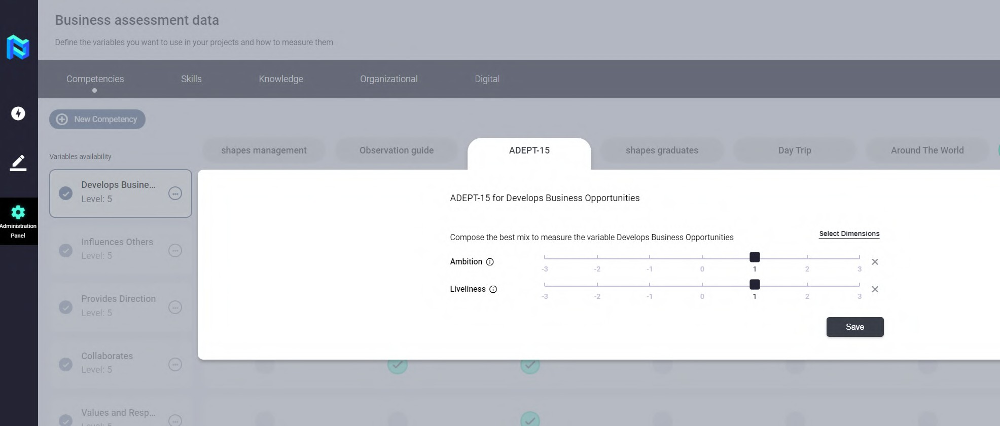 Business assessment data
Define the variables you want to use in your projects and how to measure them
Competencies Skills Knowledge Organizational Digital
New Competency
shapes management Observation guide ADEPT-15 shapes graduates Day Trip Around The World
Variables availability
Develops Busine...
Level: 5
Administration
Panel
Influences Others
Level: 5
Provides Direction
Level: 5
Collaborates
Level: 5
Values and Resp...
Level: 5
ADEPT-15 for Develops Business Opportunities
Compose the best mix to measure the variable Develops Business Opportunities
Select Dimensions
Ambition
-3 -2 -1 0 1 2 3
Liveliness
-3 -2 -1 0 1 2 3
Save